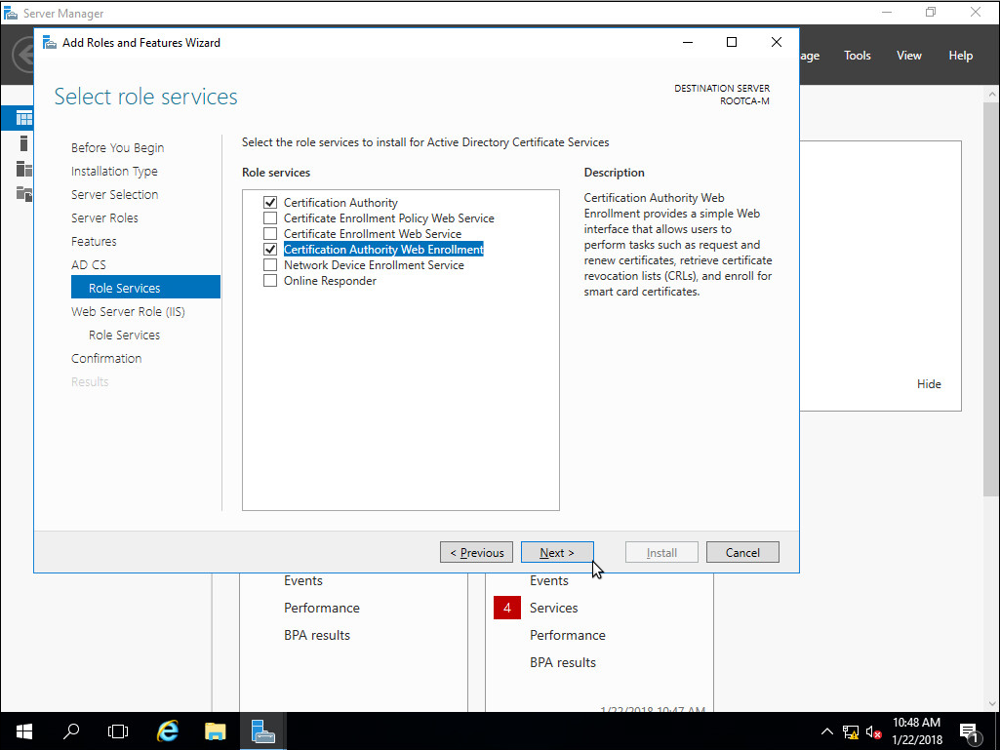 Server Manager
Add Roles and Features Wizard
age Tools View Help
Select role services
DESTINATION SERVER
ROOTCA-M
Before You Begin
Installation Type
Server Selection
Server Roles
Features
AD CS
Role Services
Web Server Role (IIS)
Role Services
Confirmation
Results
Select the role services to install for Active Directory Certificate Services
Role services
Certification Authority
Certificate Enrollment Policy Web Service
Certificate Enrollment Web Service
Certification Authority Web Enrollment
Network Device Enrollment Service
Online Responder
Description
Certification Authority Web
Enrollment provides a simple Web
interface that allows users to
perform tasks such as request and
renew certificates, retrieve certificate
revocation lists (CRLs), and enroll for
smart card certificates.
Hide
< Previous Next > Install Cancel
Events
Performance
BPA results
Events
4 Services
Performance
BPA results
1/22/2018 10:47 AM
10:48 AM
1/22/2018
1